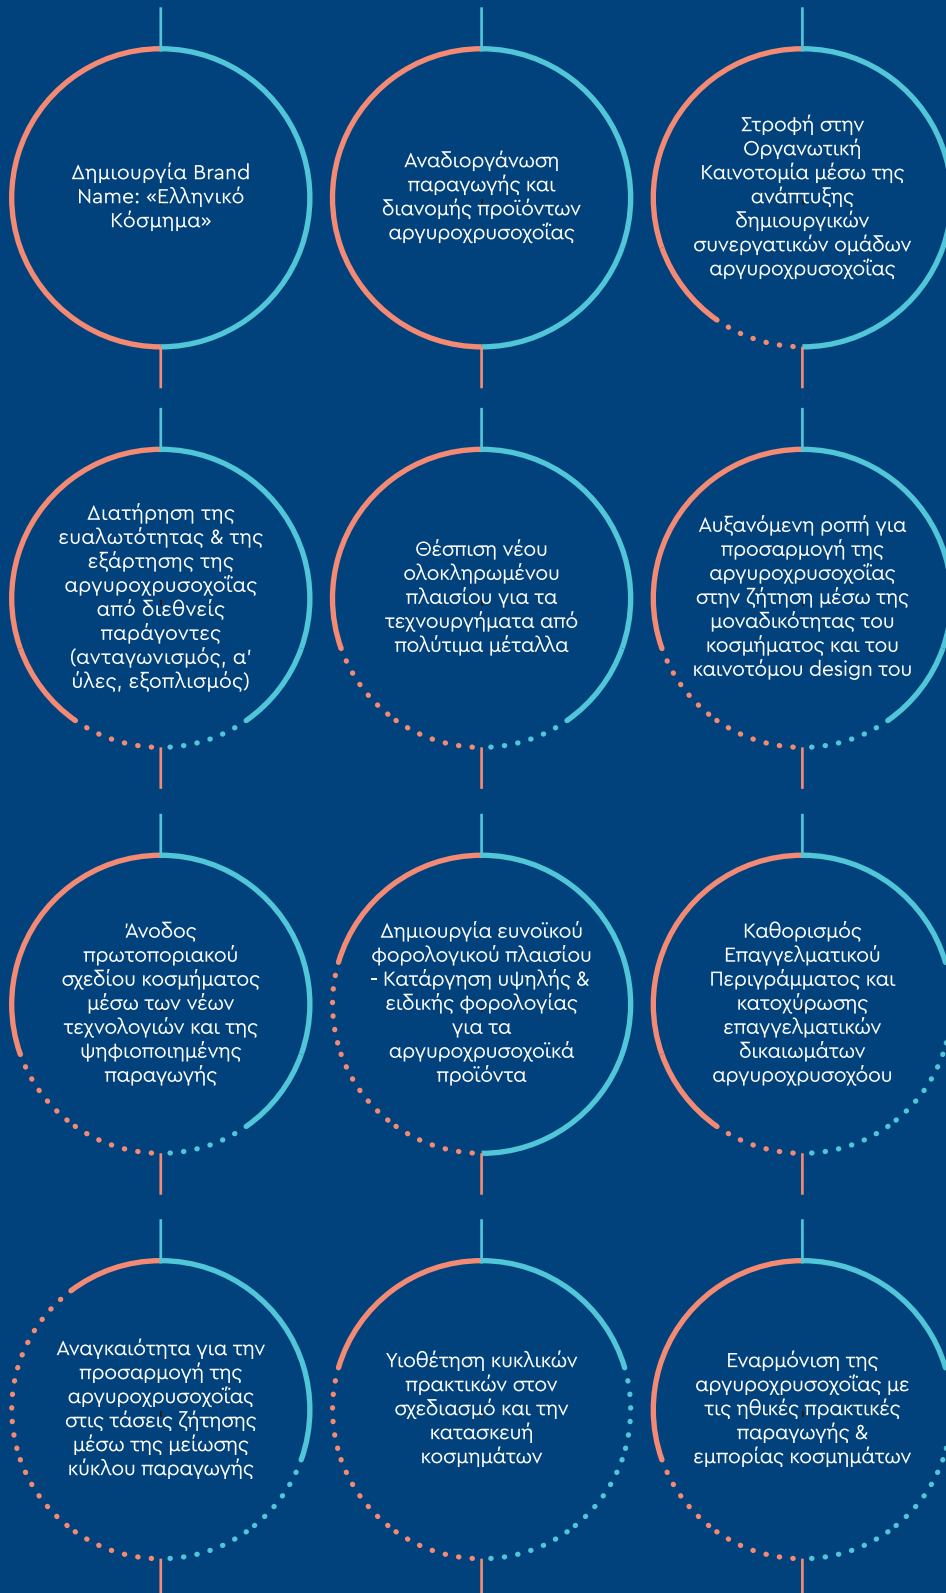 Δημιουργία Brand
Name: «Ελληνικό
Κόσμημα»
Αναδιοργάνωση
παραγωγής και
διανομής προϊόντων
αργυροχρυσοχοΐας
Στροφή στην
Οργανωτική
Καινοτομία μέσω της
ανάπτυξης
δημιουργικών
συνεργατικών ομάδων
αργυροχρυσοχοΐας
Διατήρηση της
ευαλωτότητας & της
εξάρτησης της
αργυροχρυσοχοΐας
από διεθνείς
παράγοντες
(ανταγωνισμός, α'
ύλες, εξοπλισμός)
Θέσπιση νέου
ολοκληρωμένου
πλαισίου για τα
τεχνουργήματα από
πολύτιμα μέταλλα
Αυξανόμενη ροπή για
προσαρμογή της
αργυροχρυσοχοΐας
στην ζήτηση μέσω της
μοναδικότητας του
κοσμήματος και του
καινοτόμου design του
Άνοδος
πρωτοποριακού
σχεδίου κοσμήματος
μέσω των νέων
τεχνολογιών και της
ψηφιοποιημένης
παραγωγής
Δημιουργία ευνοϊκού
φορολογικού πλαισίου
- Κατάργηση υψηλής &
ειδικής φορολογίας
για τα
αργυροχρυσοχοϊκά
προϊόντα
Καθορισμός
Επαγγελματικού
Περιγράμματος και
κατοχύρωσης
επαγγελματικών
δικαιωμάτων
αργυροχρυσοχόου
Αναγκαιότητα για την
προσαρμογή της
αργυροχρυσοχοΐας
στις τάσεις ζήτησης
μέσω της μείωσης
κύκλου παραγωγής
Υιοθέτηση κυκλικών
πρακτικών στον
σχεδιασμό και την
κατασκευή
κοσμημάτων
Εναρμόνιση της
αργυροχρυσοχοΐας με
τις ηθικές πρακτικές
παραγωγής &
εμπορίας κοσμημάτων